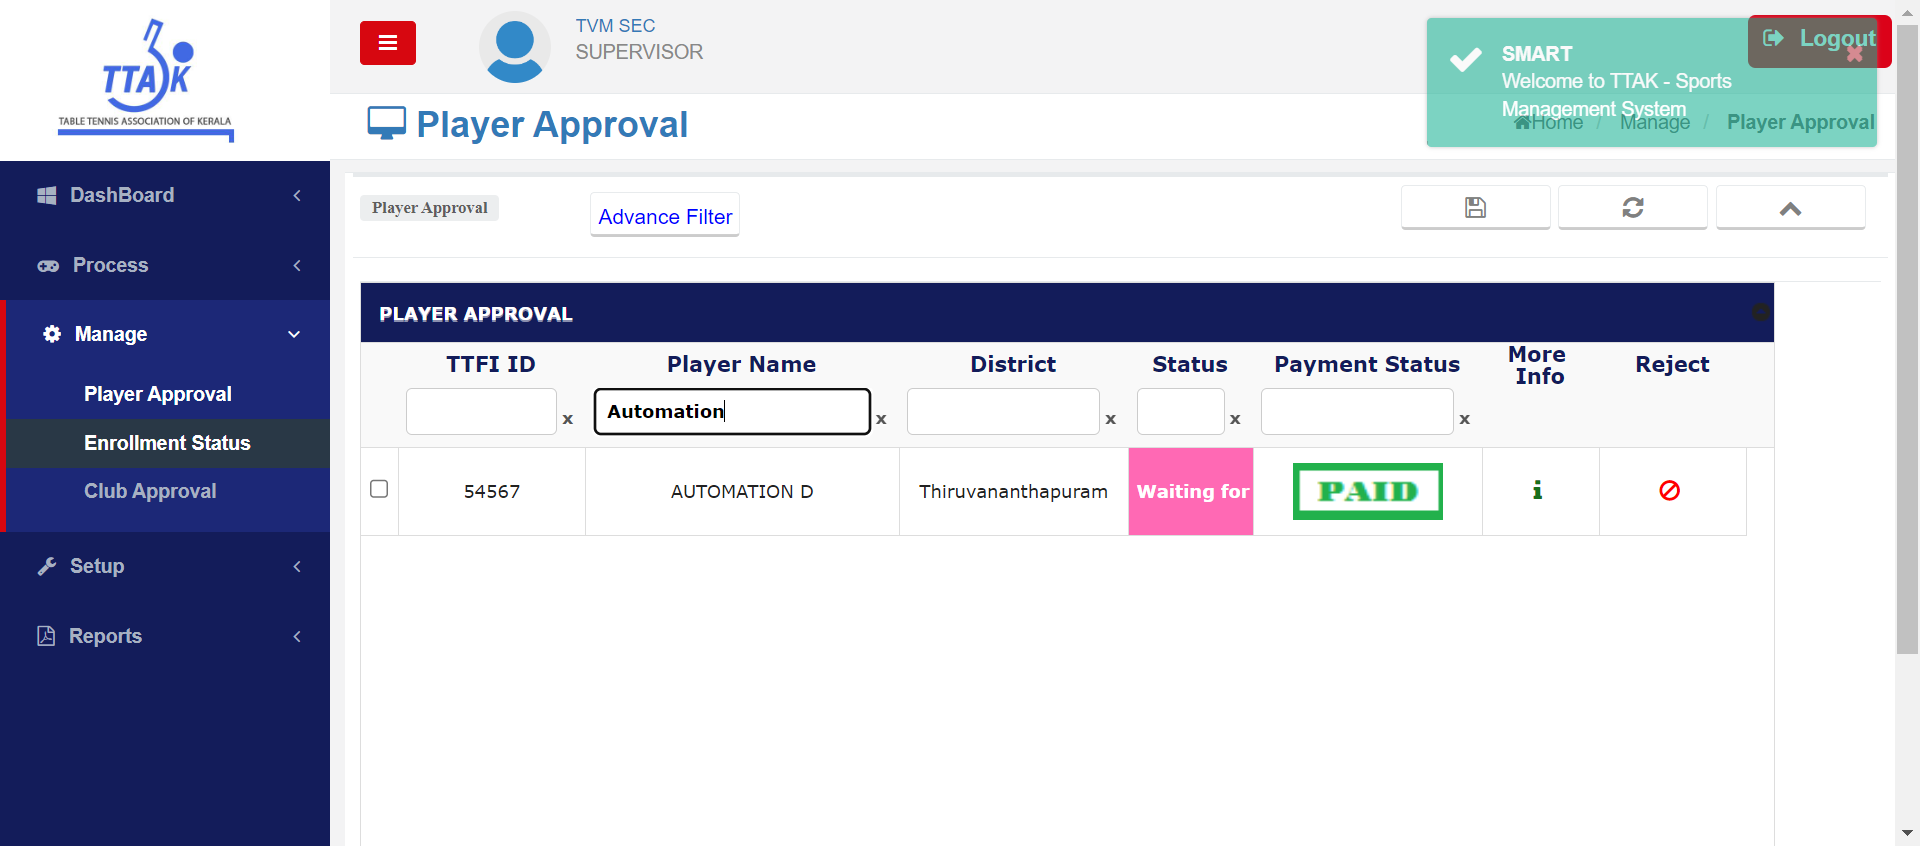 TTAK
TABLE TENNIS ASSOCIATION OF KERALA
DashBoard
Process
Manage
Player Approval
Enrollment Status
Club Approval
Setup
Reports
TVM SEC
SUPERVISOR
Logout
SMART
Welcome to TTAK - Sports
Management System
Player Approval
Home / Manage / Player Approval
Player Approval
Advance Filter
PLAYER APPROVAL
TTFI ID Player Name District Status Payment Status More Info Reject
x Automation x x x x
54567 AUTOMATION D Thiruvananthapuram Waiting for PAID